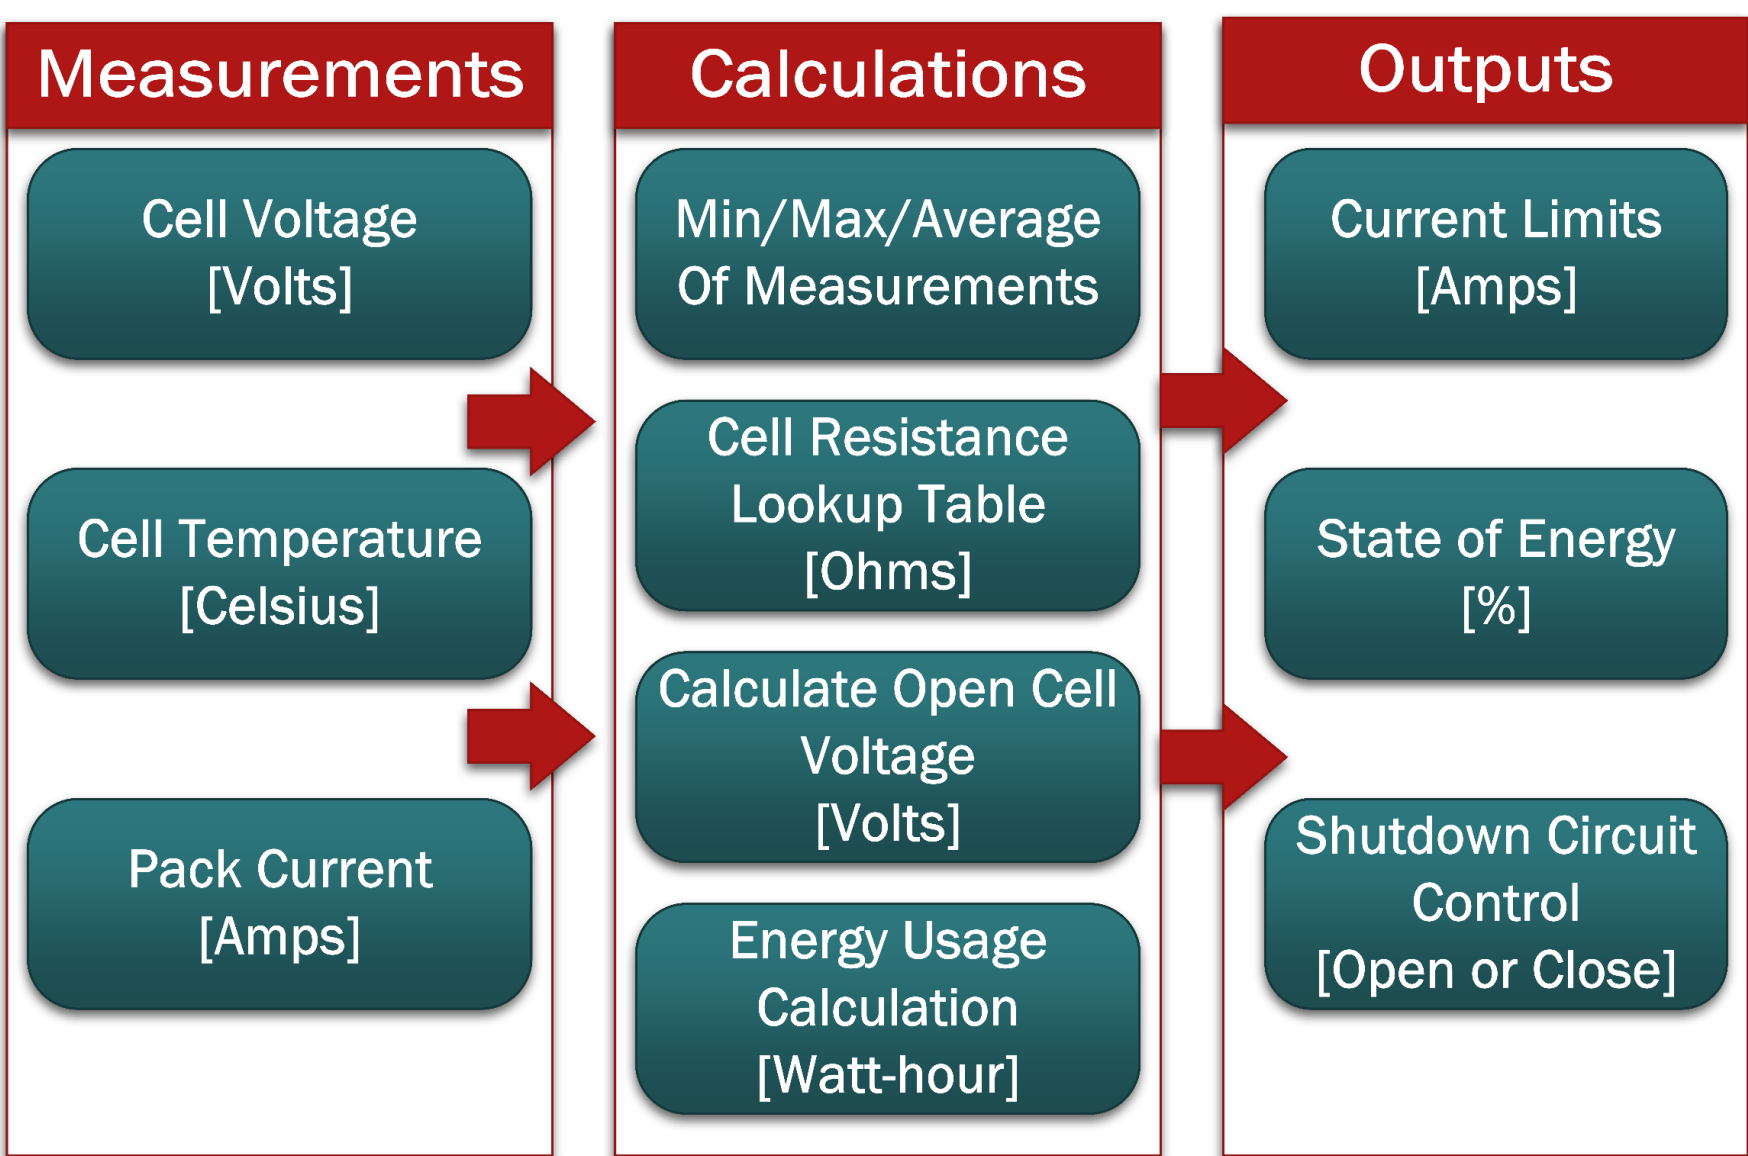 Measurements
Cell Voltage
[Volts]
Cell Temperature
[Celsius]
Pack Current
[Amps]
Calculations
Min/Max/Average
Of Measurements
Cell Resistance
Lookup Table
[Ohms]
Calculate Open Cell
Voltage
[Volts]
Energy Usage
Calculation
[Watt-hour]
Outputs
Current Limits
[Amps]
State of Energy
[%]
Shutdown Circuit
Control
[Open or Close]